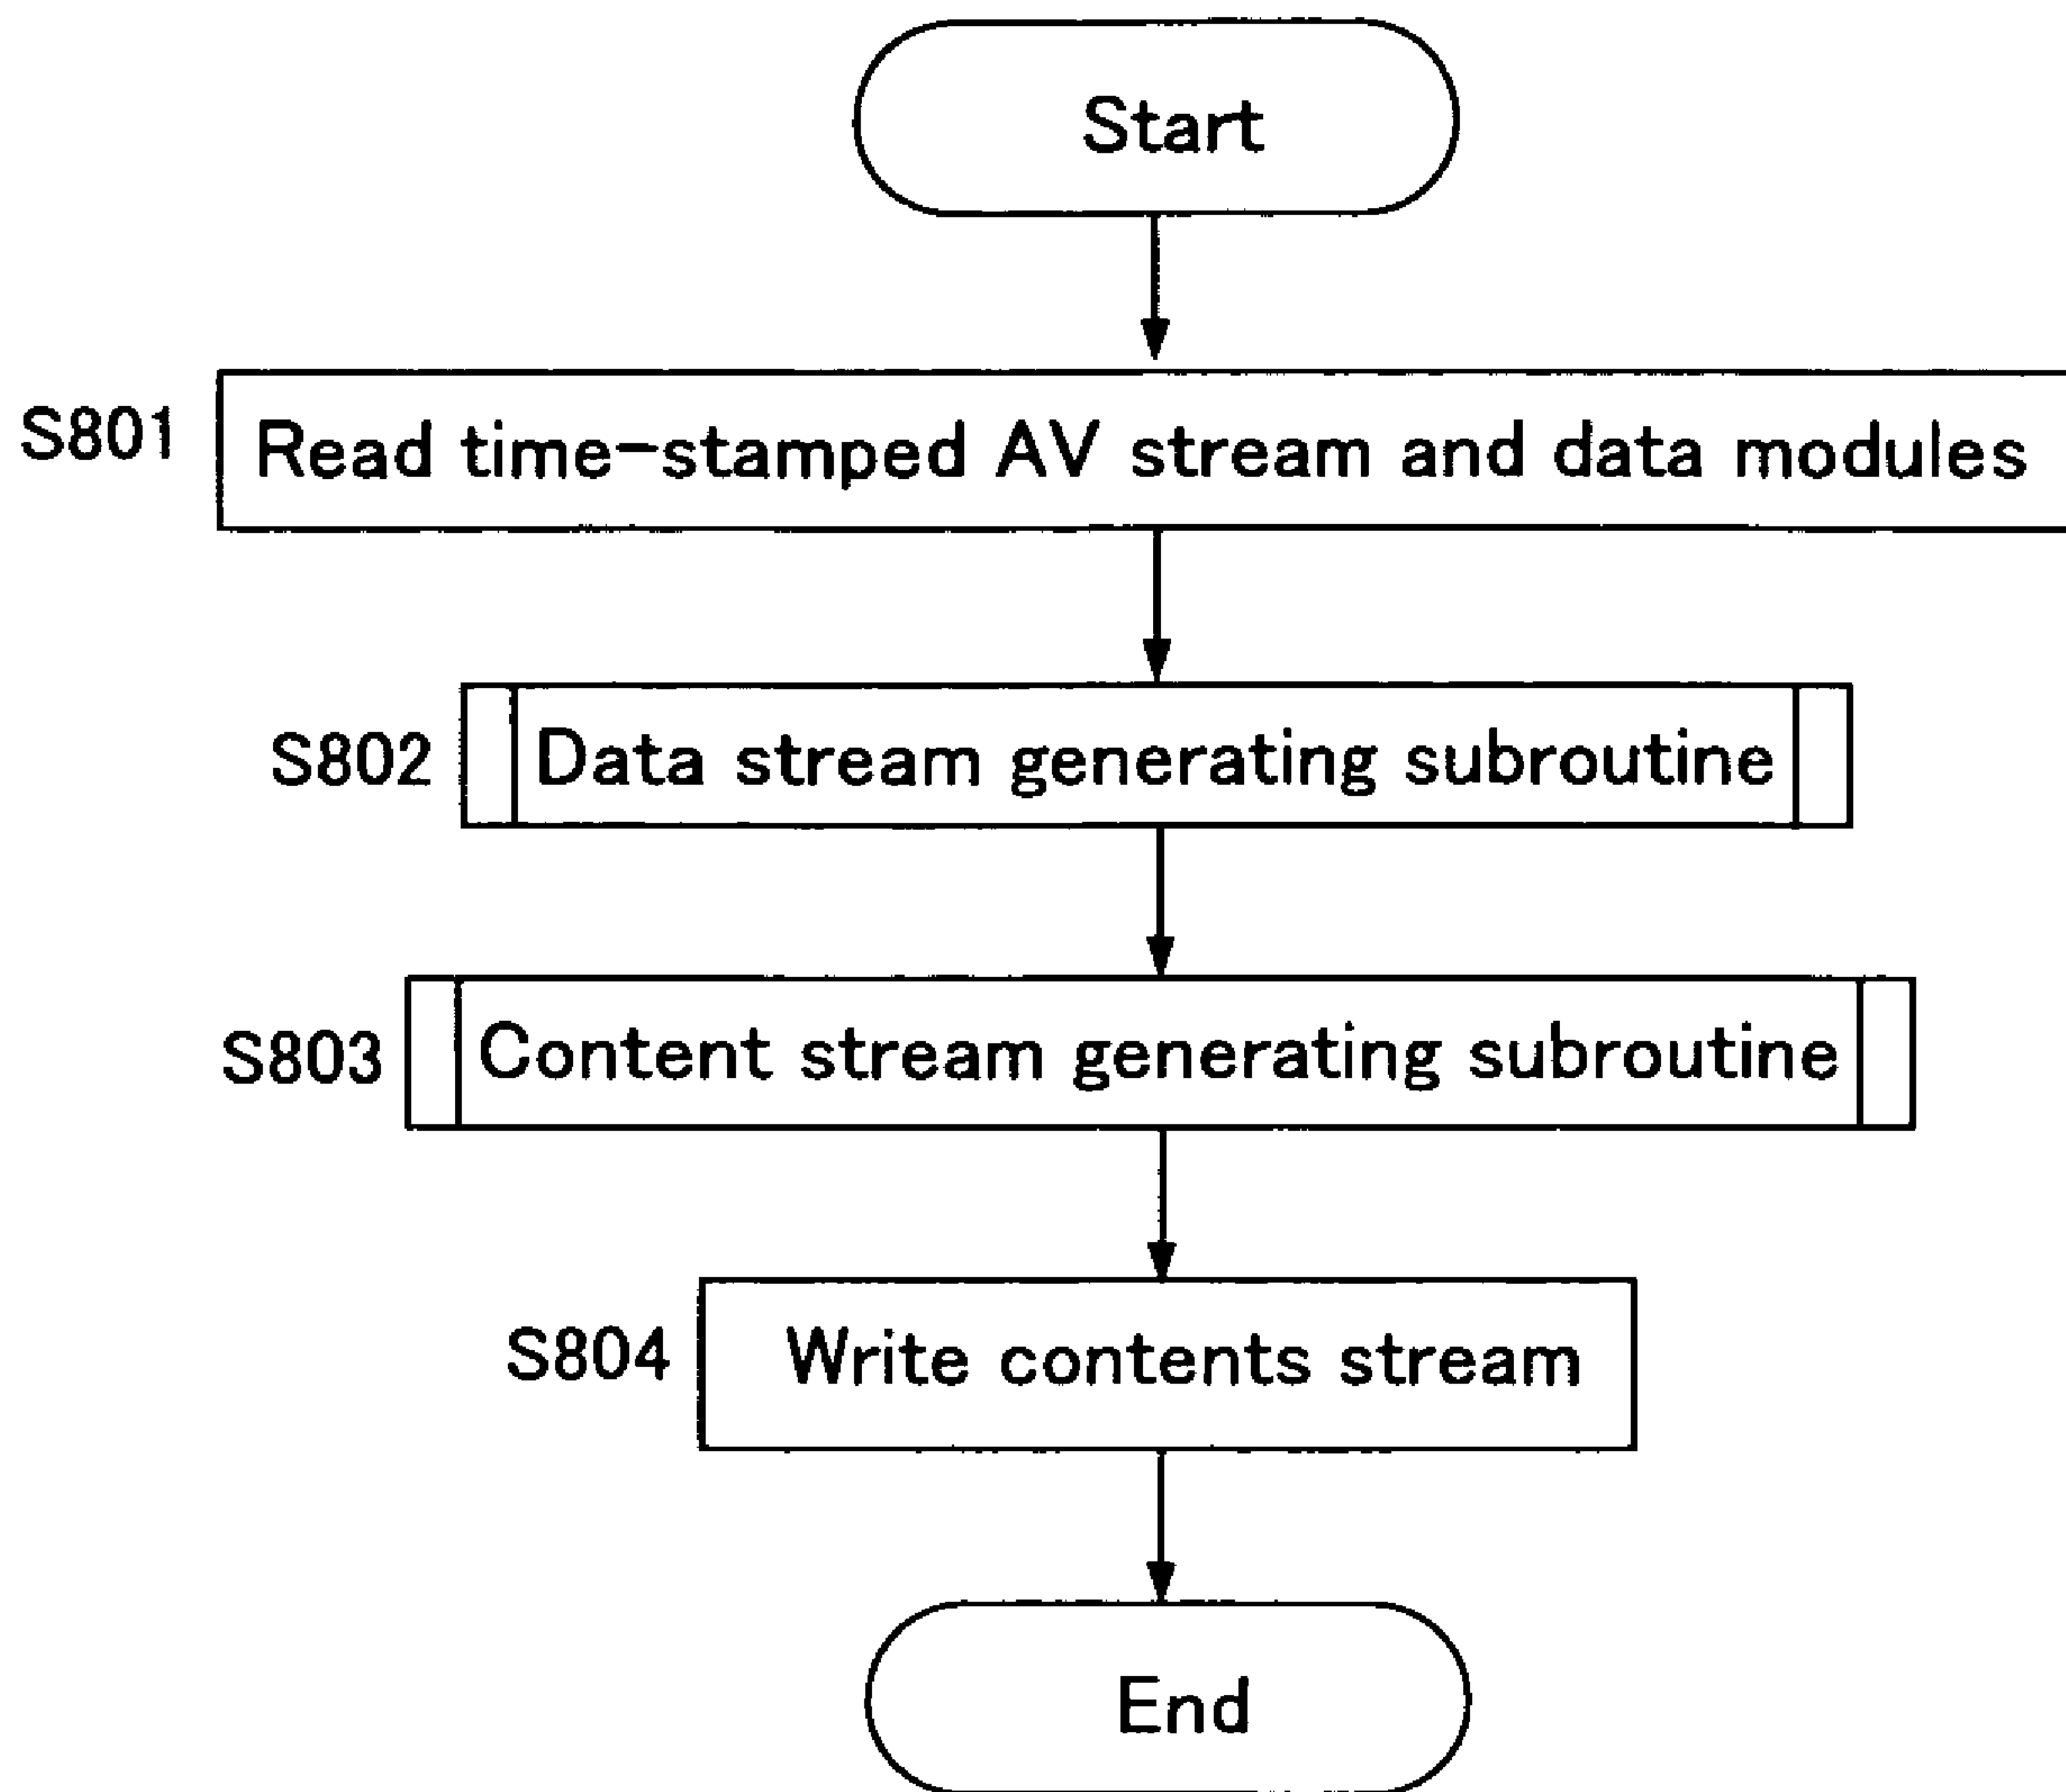 Start
S801 Read time-stamped AV stream and data modules
S802 Data stream generating subroutine
S803 Content stream generating subroutine
S804 Write contents stream
End